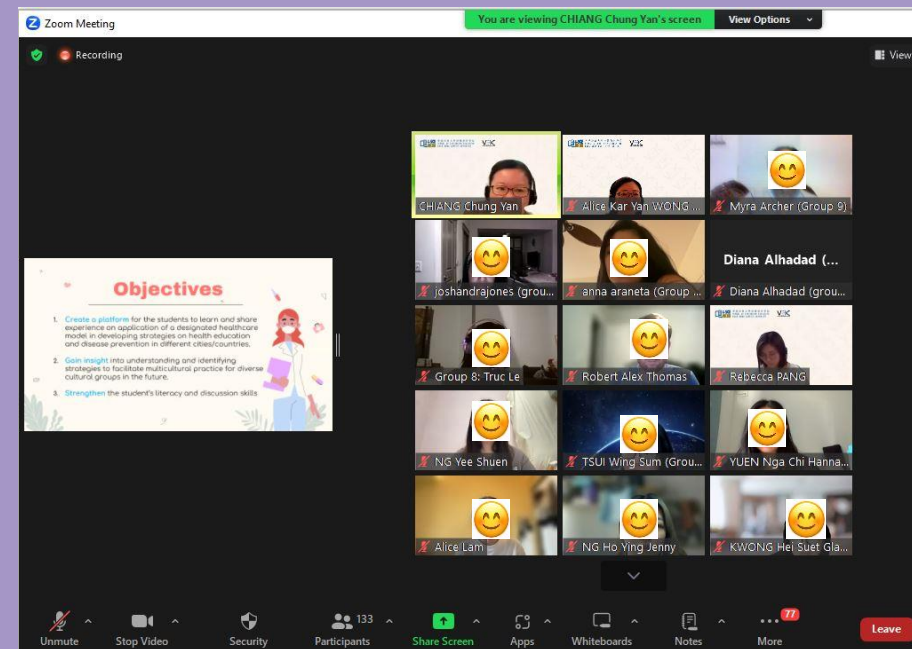 Zoom Meeting
You are viewing CHIANG Chung Yan's screen
View Options
Recording
View
CHIANG Chung Yan
Alice Kar Yan WONG ...
Myra Archer (Group 9)
joshandrajones (grou...
anna araneta (Group ...
Diana Alhadad (...
Diana Alhadad (grou...
Objectives
1. Create a platform for the students to learn and share
experience on application of a designated healthcare
model in developing strategies on health education
and disease prevention in different cities/countries.
2. Gain insight into understanding and identifying
strategies to facilitate multicultural practice for diverse
cultural groups in the future.
3. Strengthen the student's literacy and discussion skills
Group 8: Truc Le
Robert Alex Thomas
Rebecca PANG
NG Yee Shuen
TSUI Wing Sum (Grou...
YUEN Nga Chi Hanna...
Alice Lam
NG Ho Ying Jenny
KWONG Hei Suet Gla...
Unmute
Stop Video
Security
133
Participants
Share Screen
Apps
Whiteboards
Notes
77
More
Leave